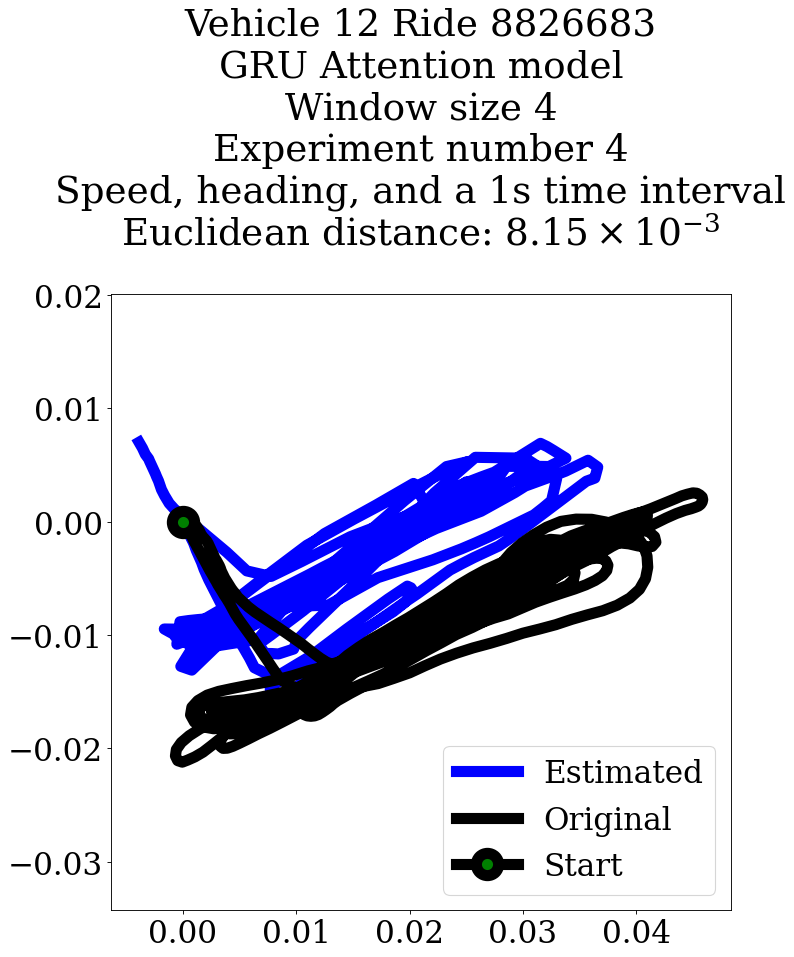 Vehicle 12 Ride 8826683
GRU Attention model
Window size 4
Experiment number 4
Speed, heading, and a 1s time interval
Euclidean distance: 8.15 × 10⁻³
0.02
0.01
0.00
−0.01
−0.02
−0.03
Estimated
Original
Start
0.00 0.01 0.02 0.03 0.04